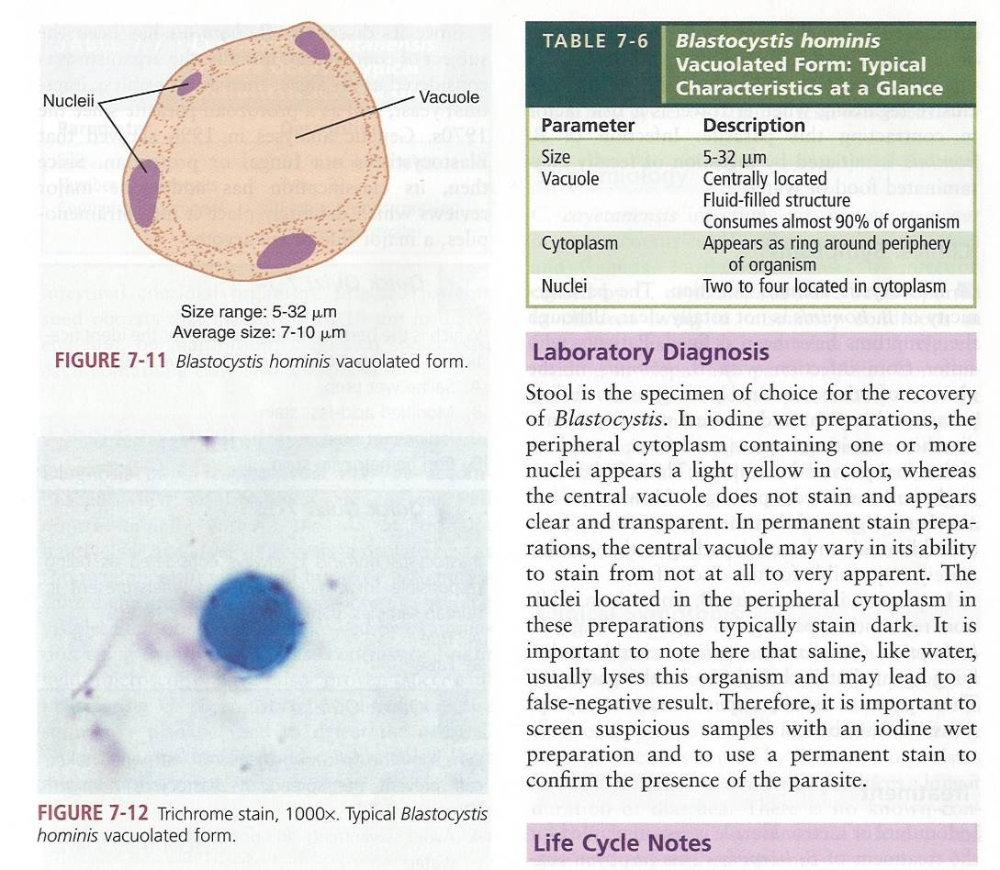 Nucleii
Vacuole
Size range: 5-32 µm
Average size: 7-10 µm
FIGURE 7-11 Blastocystis hominis vacuolated form.
FIGURE 7-12 Trichrome stain, 1000×. Typical Blastocystis
hominis vacuolated form.
TABLE 7-6 Blastocystis hominis
Vacuolated Form: Typical
Characteristics at a Glance
Parameter Description
Size 5-32 µm
Vacuole Centrally located
Fluid-filled structure
Consumes almost 90% of organism
Cytoplasm Appears as ring around periphery
of organism
Nuclei Two to four located in cytoplasm
Laboratory Diagnosis
Stool is the specimen of choice for the recovery
of Blastocystis. In iodine wet preparations, the
peripheral cytoplasm containing one or more
nuclei appears a light yellow in color, whereas
the central vacuole does not stain and appears
clear and transparent. In permanent stain prepa-
rations, the central vacuole may vary in its ability
to stain from not at all to very apparent. The
nuclei located in the peripheral cytoplasm in
these preparations typically stain dark. It is
important to note here that saline, like water,
usually lyses this organism and may lead to a
false-negative result. Therefore, it is important to
screen suspicious samples with an iodine wet
preparation and to use a permanent stain to
confirm the presence of the parasite.
Life Cycle Notes